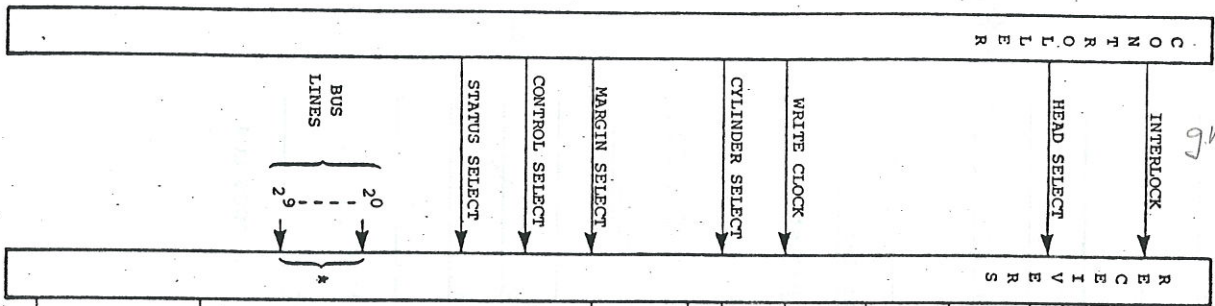 CONTROLLER
INTERLOCK
HEAD SELECT
WRITE CLOCK
CYLINDER SELECT
MARGIN SELECT
CONTROL SELECT
STATUS SELECT
BUS
LINES
2⁰ - - - - - 2⁹
*
RECEIVERS